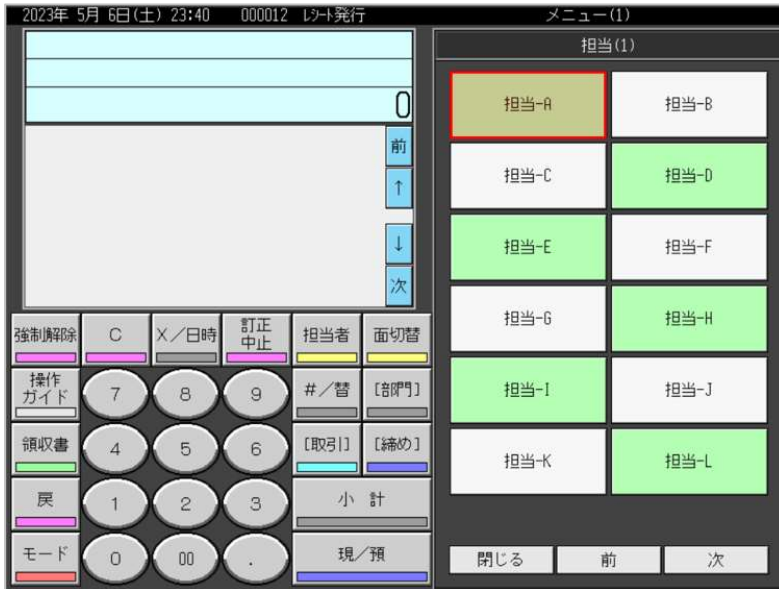 2023年 5月 6日(土) 23:40 000012 ﾚｼｰﾄ発行 メニュー(1)
担当(1)
0
前
↑
↓
次
担当-A 担当-B
担当-C 担当-D
担当-E 担当-F
担当-G 担当-H
担当-I 担当-J
担当-K 担当-L
閉じる 前 次
強制解除 C X／日時 訂正
中止 担当者 面切替
操作
ガイド 7 8 9 #／替 [部門]
領収書 4 5 6 [取引] [締め]
戻 1 2 3 小 計
モード 0 00 . 現／預